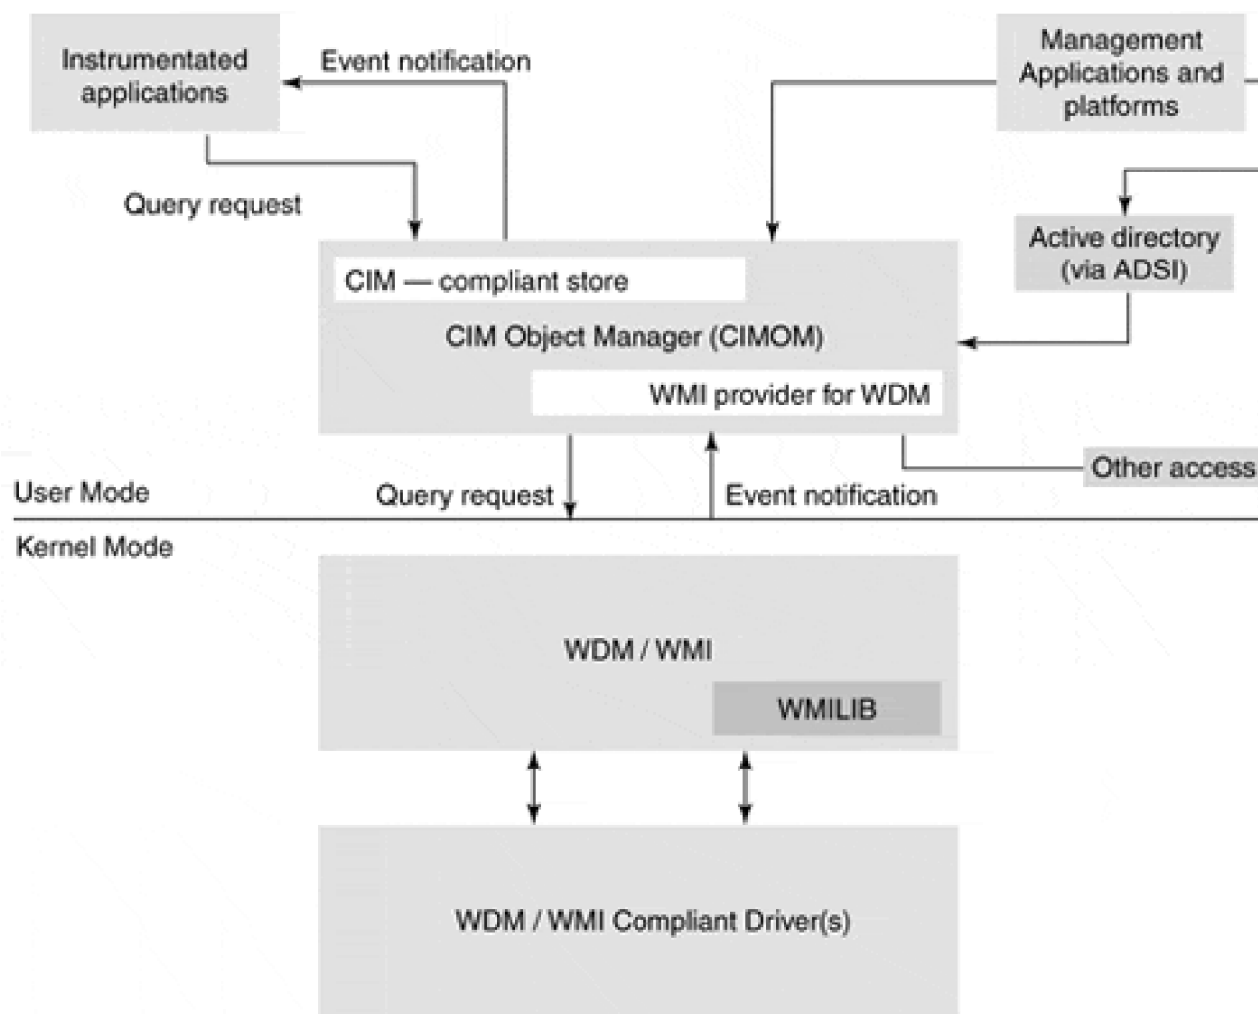 Instrumentated
applications
Event notification
Management
Applications and
platforms
Query request
Active directory
(via ADSI)
CIM — compliant store
CIM Object Manager (CIMOM)
WMI provider for WDM
Other access
User Mode
Query request
Event notification
Kernel Mode
WDM / WMI
WMILIB
WDM / WMI Compliant Driver(s)